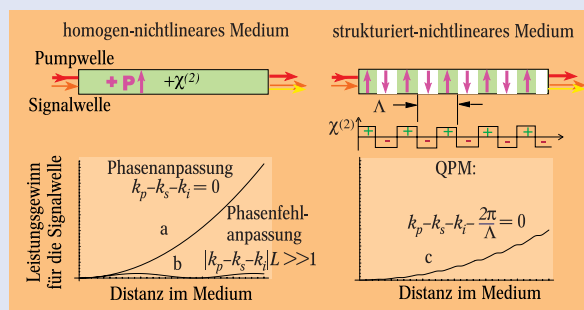 homogen-nichtlineares Medium
Pumpwelle
+P +χ(2)
Signalwelle
Leistungsgewinn
für die Signalwelle
Phasenanpassung
kp–ks–ki=0
a
Phasenfehl-
anpassung
b
|kp–ks–ki|L>>1
Distanz im Medium
strukturiert-nichtlineares Medium
Λ
χ(2)
+ + + + +
- - - - -
QPM:
kp–ks–ki–2π/Λ=0
c
Distanz im Medium